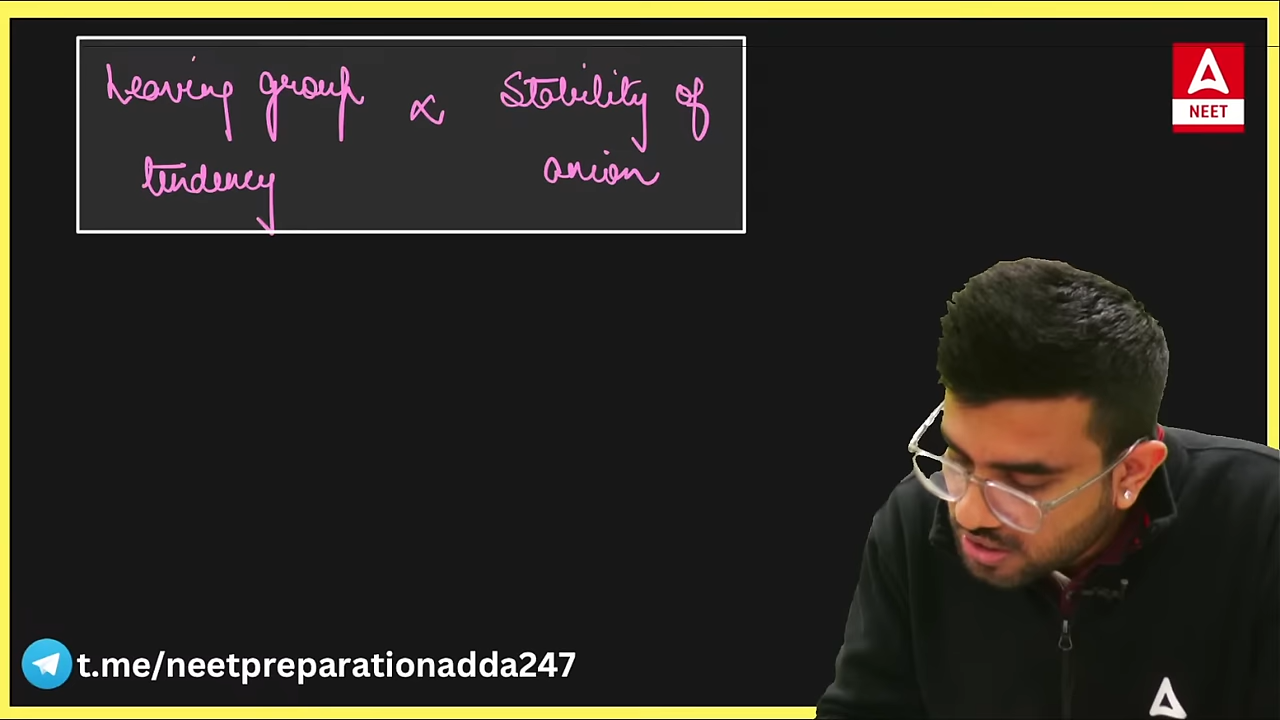 Leaving group ∝ Stability of
tendency anion
NEET
t.me/neetpreparationadda247